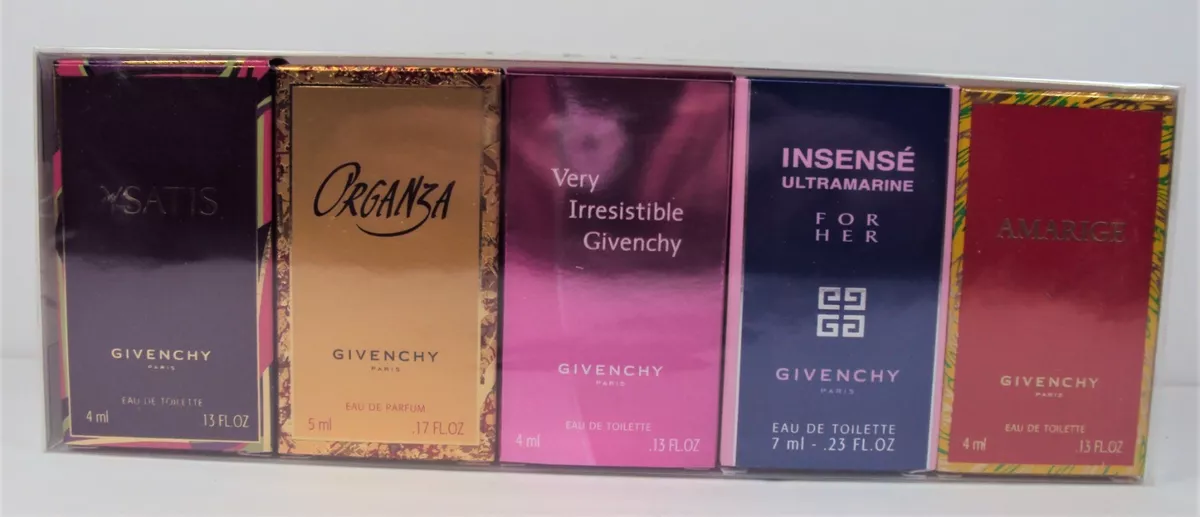 YSATIS
GIVENCHY
PARIS
EAU DE TOILETTE
4 ml .13 FL.OZ
ORGANZA
GIVENCHY
PARIS
EAU DE PARFUM
5 ml .17 FL.OZ
Very
Irresistible
Givenchy
GIVENCHY
PARIS
EAU DE TOILETTE
4 ml .13 FL.OZ
INSENSÉ
ULTRAMARINE
FOR
HER
GIVENCHY
PARIS
EAU DE TOILETTE
7 ml - .23 FL.OZ
AMARIGE
GIVENCHY
PARIS
EAU DE TOILETTE
4 ml .13 FL.OZ